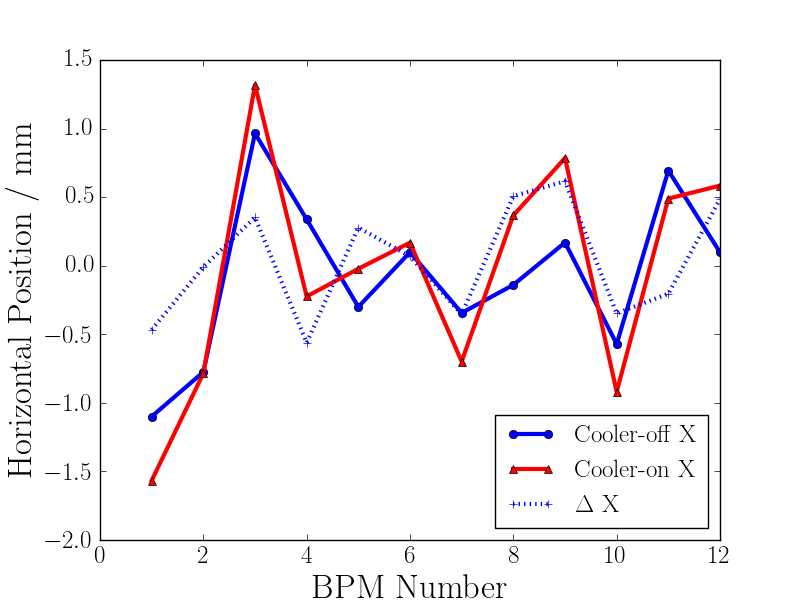 Horizontal Position / mm
1.5
1.0
0.5
0.0
−0.5
−1.0
−1.5
−2.0
0 2 4 6 8 10 12
BPM Number
Cooler-off X
Cooler-on X
Δ X